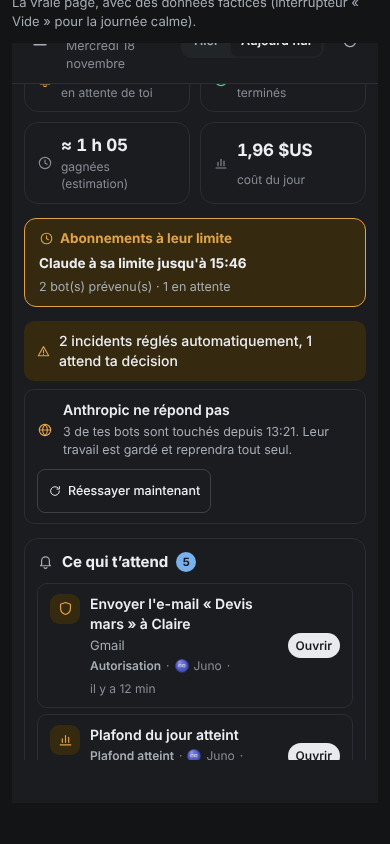 La vraie page, avec des données factices (interrupteur «
Vide » pour la journée calme).
Mercredi 18
novembre
Hier
Aujourd'hui
en attente de toi
terminés
≈ 1 h 05
gagnées
(estimation)
1,96 $US
coût du jour
Abonnements à leur limite
Claude à sa limite jusqu'à 15:46
2 bot(s) prévenu(s) · 1 en attente
2 incidents réglés automatiquement, 1
attend ta décision
Anthropic ne répond pas
3 de tes bots sont touchés depuis 13:21. Leur
travail est gardé et reprendra tout seul.
Réessayer maintenant
Ce qui t'attend 5
Envoyer l'e-mail « Devis
mars » à Claire
Gmail
Autorisation · Juno ·
il y a 12 min
Ouvrir
Plafond du jour atteint
Plafond atteint · Juno ·
Ouvrir